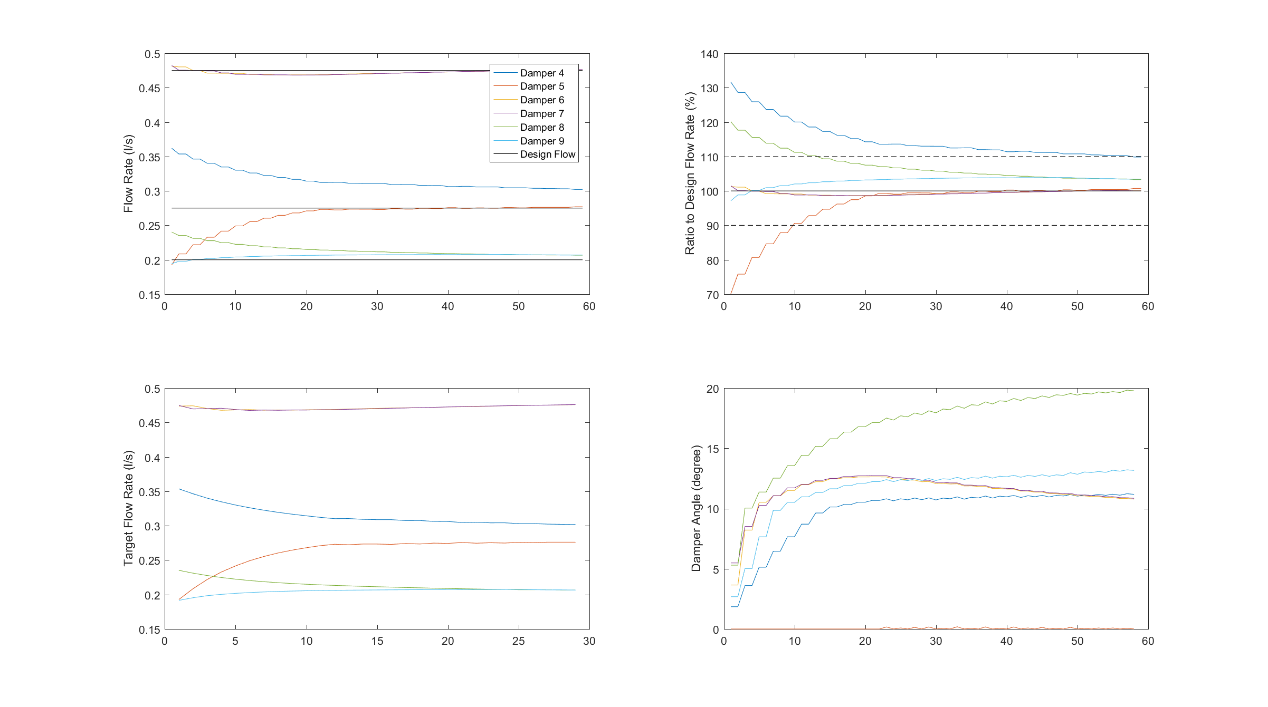 0.5
0.45
0.4
0.35
0.3
0.25
0.2
0.15
Flow Rate (l/s)
0 10 20 30 40 50 60
Damper 4
Damper 5
Damper 6
Damper 7
Damper 8
Damper 9
Design Flow
140
130
120
110
100
90
80
70
Ratio to Design Flow Rate (%)
0 10 20 30 40 50 60
0.5
0.45
0.4
0.35
0.3
0.25
0.2
0.15
Target Flow Rate (l/s)
0 5 10 15 20 25 30
20
15
10
5
0
Damper Angle (degree)
0 10 20 30 40 50 60